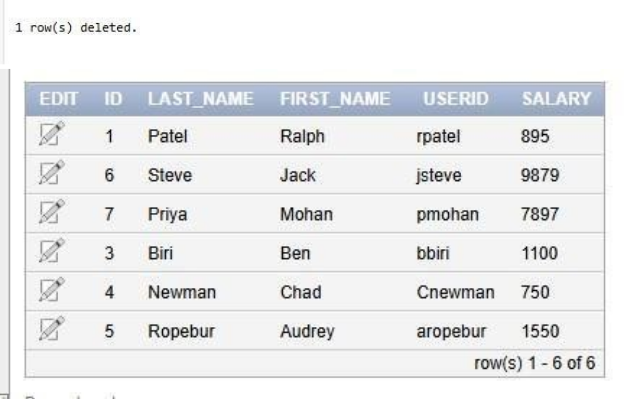 1 row(s) deleted.
EDIT ID LAST_NAME FIRST_NAME USERID SALARY
1 Patel Ralph rpatel 895
6 Steve Jack jsteve 9879
7 Priya Mohan pmohan 7897
3 Biri Ben bbiri 1100
4 Newman Chad Cnewman 750
5 Ropebur Audrey aropebur 1550
row(s) 1 - 6 of 6